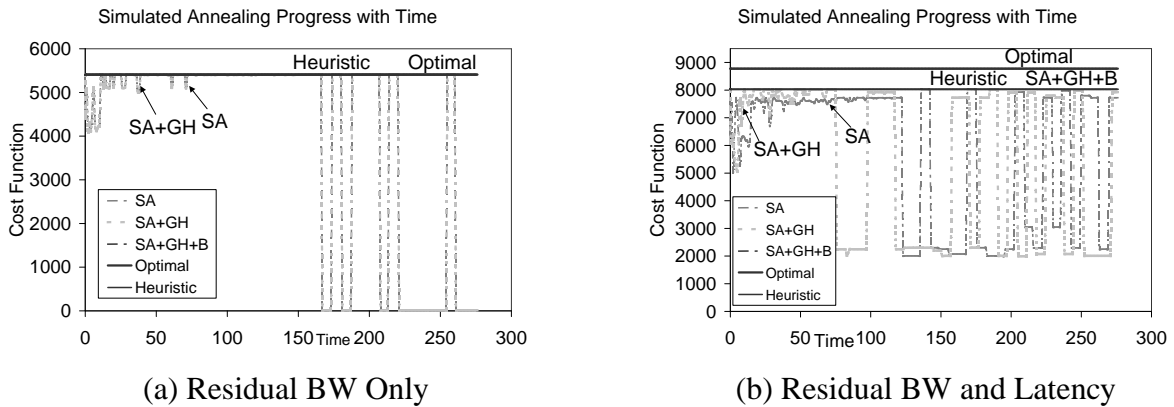 Simulated Annealing Progress with Time
6000
5000
4000
3000
2000
1000
0
Cost Function
Heuristic
Optimal
SA+GH
SA
SA
SA+GH
SA+GH+B
Optimal
Heuristic
0
50
100
150
200
250
300
Time
(a) Residual BW Only
Simulated Annealing Progress with Time
9000
8000
7000
6000
5000
4000
3000
2000
1000
0
Cost Function
Optimal
Heuristic
SA+GH+B
SA+GH
SA
SA
SA+GH
SA+GH+B
Optimal
Heuristic
0
50
100
150
200
250
300
Time
(b) Residual BW and Latency